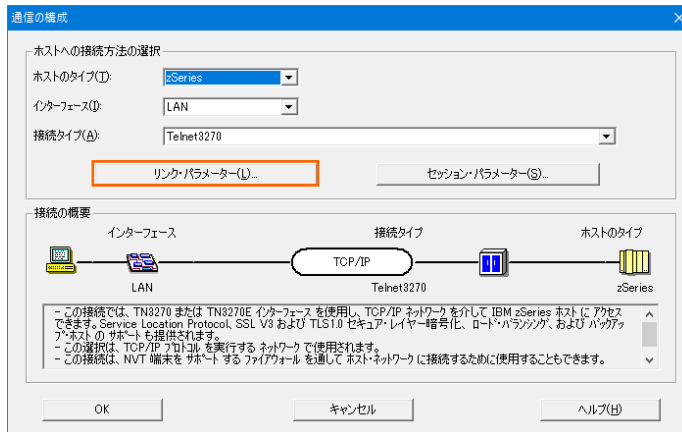 通信の構成
ホストへの接続方法の選択
ホストのタイプ(T):
zSeries
インターフェース(I):
LAN
接続タイプ(A):
Telnet3270
リンク・パラメーター(L)...
セッション・パラメーター(S)...
接続の概要
インターフェース
接続タイプ
ホストのタイプ
TCP/IP
LAN
Telnet3270
zSeries
- この接続では、TN3270 または TN3270E インターフェース を使用し、TCP/IP ネットワーク を介して IBM zSeries ホスト に アクセス
できます。Service Location Protocol、SSL V3 および TLS1.0 セキュア・レイヤー暗号化、ロード・バランシング、および バックアッ
プ・ホスト の サポート も提供されます。
- この選択は、TCP/IP プロトコル を実行する ネットワーク で使用されます。
- この接続は、NVT 端末を サポート する ファイアウォール を通して ホスト・ネットワーク に接続するために使用することもできます。
OK
キャンセル
ヘルプ(H)